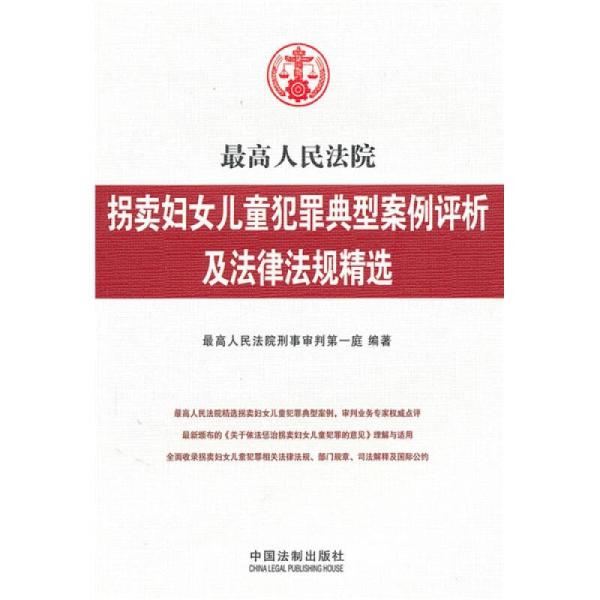 最高人民法院
拐卖妇女儿童犯罪典型案例评析
及法律法规精选
最高人民法院刑事审判第一庭 编著
最高人民法院精选拐卖妇女儿童犯罪典型案例，审判业务专家权威点评
最新颁布的《关于依法惩治拐卖妇女儿童犯罪的意见》理解与适用
全面收录拐卖妇女儿童犯罪相关法律法规、部门规章、司法解释及国际公约
中国法制出版社
CHINA LEGAL PUBLISHING HOUSE